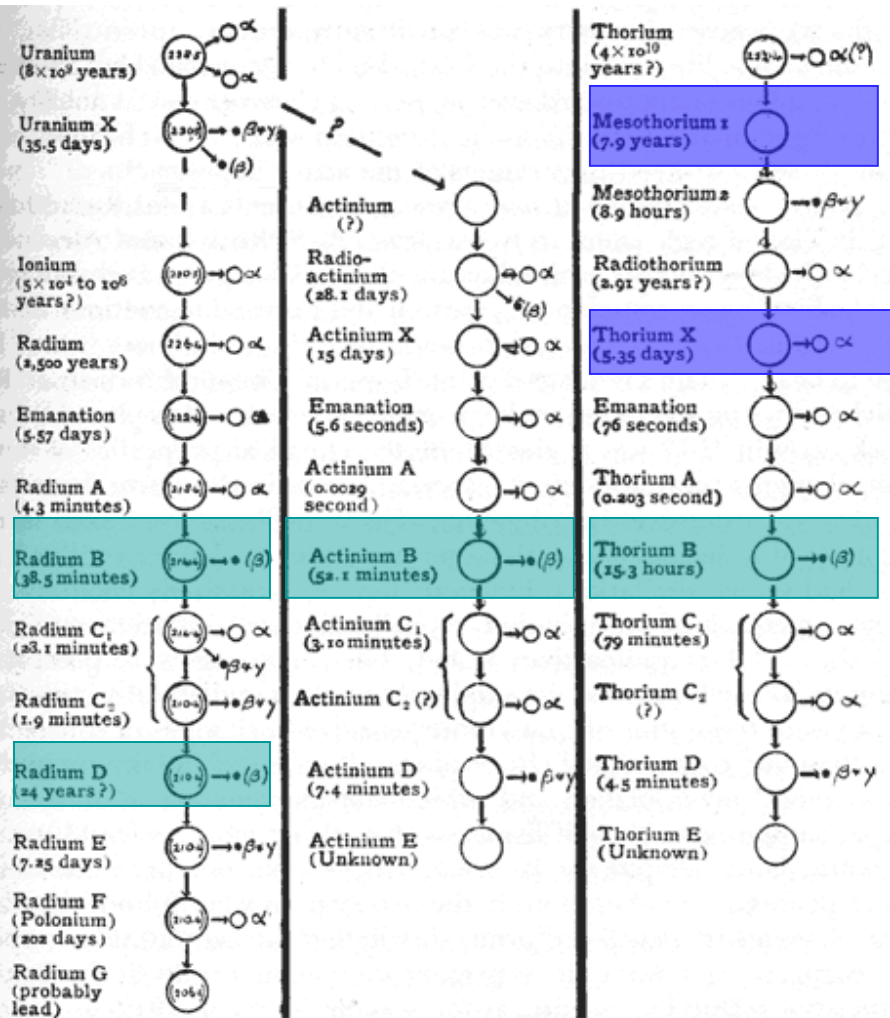 Uranium
(8×10⁹ years)
α
α
Uranium X
(35.5 days)
β+γ
(β)
Ionium
(5×10⁴ to 10⁶
years?)
α
Radium
(2,500 years)
α
Emanation
(5.57 days)
Radium A
(4.3 minutes)
α
Radium B
(38.5 minutes)
(β)
Radium C₁
(28.1 minutes)
α
β+γ
Radium C₂
(1.9 minutes)
β+γ
Radium D
(24 years?)
(β)
Radium E
(7.25 days)
β+γ
Radium F
(Polonium)
(202 days)
α
Radium G
(probably
lead)
?
Actinium
(?)
Radio-
actinium
(28.1 days)
α
(β)
Actinium X
(15 days)
α
Emanation
(5.6 seconds)
α
Actinium A
(0.0029
second)
α
Actinium B
(52.1 minutes)
(β)
Actinium C₁
(3.10 minutes)
α
Actinium C₂ (?)
α
Actinium D
(7.4 minutes)
β+γ
Actinium E
(Unknown)
Thorium
(4×10¹⁰
years?)
α(?)
Mesothorium 1
(7.9 years)
Mesothorium 2
(8.9 hours)
β+γ
Radiothorium
(2.91 years?)
α
Thorium X
(5.35 days)
α
Emanation
(76 seconds)
α
Thorium A
(0.203 second)
α
Thorium B
(15.3 hours)
(β)
Thorium C₁
(79 minutes)
α
Thorium C₂
(?)
α
Thorium D
(4.5 minutes)
β+γ
Thorium E
(Unknown)